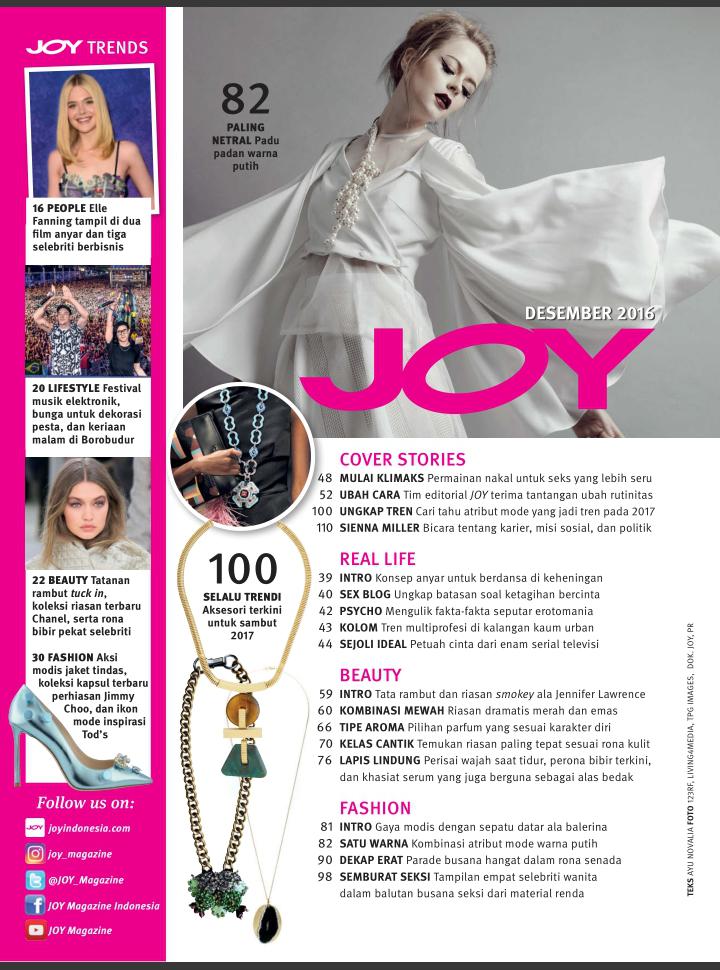 JOY TRENDS
16 PEOPLE Elle
Fanning tampil di dua
film anyar dan tiga
selebriti berbisnis
20 LIFESTYLE Festival
musik elektronik,
bunga untuk dekorasi
pesta, dan keriaan
malam di Borobudur
22 BEAUTY Tatanan
rambut tuck in,
koleksi riasan terbaru
Chanel, serta rona
bibir pekat selebriti
30 FASHION Aksi
modis jaket tindas,
koleksi kapsul terbaru
perhiasan Jimmy
Choo, dan ikon
mode inspirasi
Tod's
Follow us on:
JOY joyindonesia.com
joy_magazine
@JOY_Magazine
JOY Magazine Indonesia
JOY Magazine
82
PALING
NETRAL Padu
padan warna
putih
DESEMBER 2016
JOY
100
SELALU TRENDI
Aksesori terkini
untuk sambut
2017
COVER STORIES
48 MULAI KLIMAKS Permainan nakal untuk seks yang lebih seru
52 UBAH CARA Tim editorial JOY terima tantangan ubah rutinitas
100 UNGKAP TREN Cari tahu atribut mode yang jadi tren pada 2017
110 SIENNA MILLER Bicara tentang karier, misi sosial, dan politik
REAL LIFE
39 INTRO Konsep anyar untuk berdansa di keheningan
40 SEX BLOG Ungkap batasan soal ketagihan bercinta
42 PSYCHO Mengulik fakta-fakta seputar erotomania
43 KOLOM Tren multiprofesi di kalangan kaum urban
44 SEJOLI IDEAL Petuah cinta dari enam serial televisi
BEAUTY
59 INTRO Tata rambut dan riasan smokey ala Jennifer Lawrence
60 KOMBINASI MEWAH Riasan dramatis merah dan emas
66 TIPE AROMA Pilihan parfum yang sesuai karakter diri
70 KELAS CANTIK Temukan riasan paling tepat sesuai rona kulit
76 LAPIS LINDUNG Perisai wajah saat tidur, perona bibir terkini,
dan khasiat serum yang juga berguna sebagai alas bedak
FASHION
81 INTRO Gaya modis dengan sepatu datar ala balerina
82 SATU WARNA Kombinasi atribut mode warna putih
90 DEKAP ERAT Parade busana hangat dalam rona senada
98 SEMBURAT SEKSI Tampilan empat selebriti wanita
dalam balutan busana seksi dari material renda
TEKS AYU NOVALIA FOTO 123RF, LIVING4MEDIA, TPG IMAGES, DOK. JOY, PR